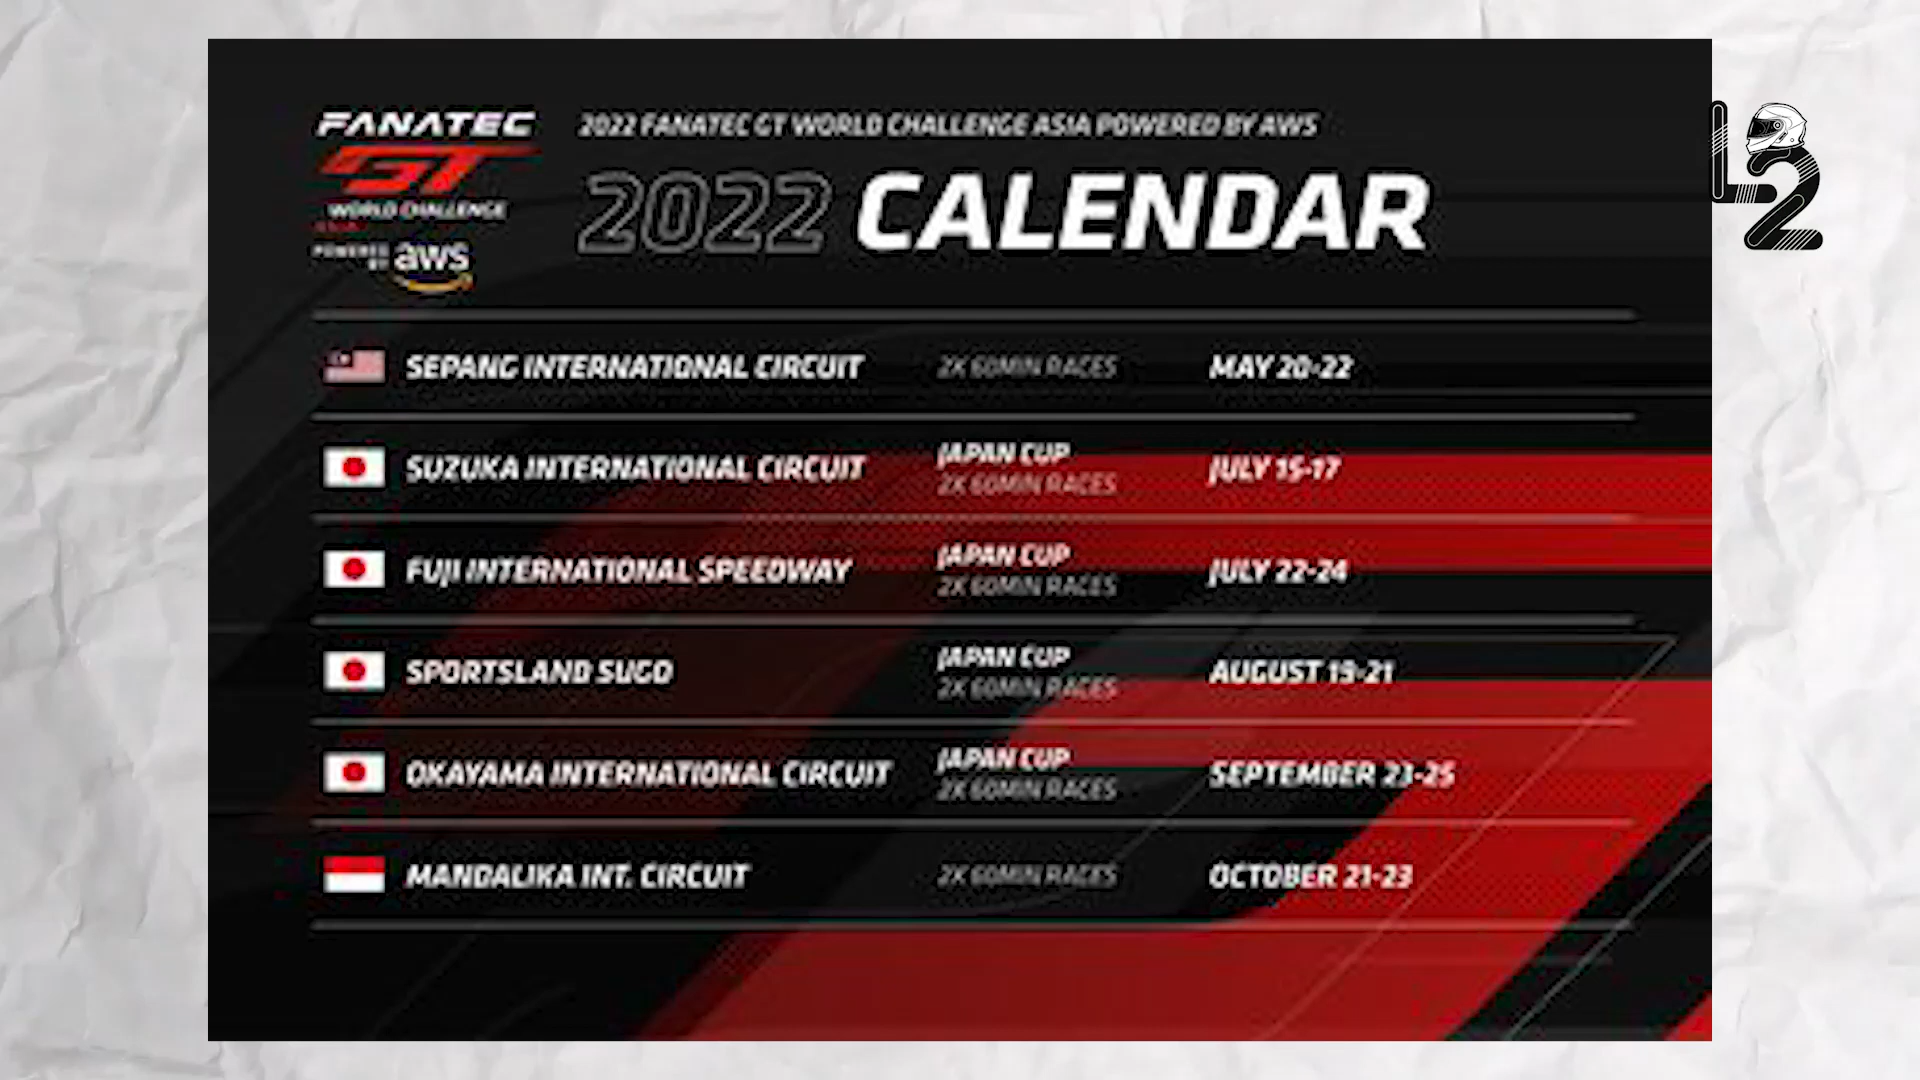 FANATEC
GT
WORLD CHALLENGE
ASIA
POWERED BY aws
2022 FANATEC GT WORLD CHALLENGE ASIA POWERED BY AWS
2022 CALENDAR
SEPANG INTERNATIONAL CIRCUIT 2X 60MIN RACES MAY 20-22
SUZUKA INTERNATIONAL CIRCUIT JAPAN CUP 2X 60MIN RACES JULY 15-17
FUJI INTERNATIONAL SPEEDWAY JAPAN CUP 2X 60MIN RACES JULY 22-24
SPORTSLAND SUGO JAPAN CUP 2X 60MIN RACES AUGUST 19-21
OKAYAMA INTERNATIONAL CIRCUIT JAPAN CUP 2X 60MIN RACES SEPTEMBER 23-25
MANDALIKA INT. CIRCUIT 2X 60MIN RACES OCTOBER 21-23
L2